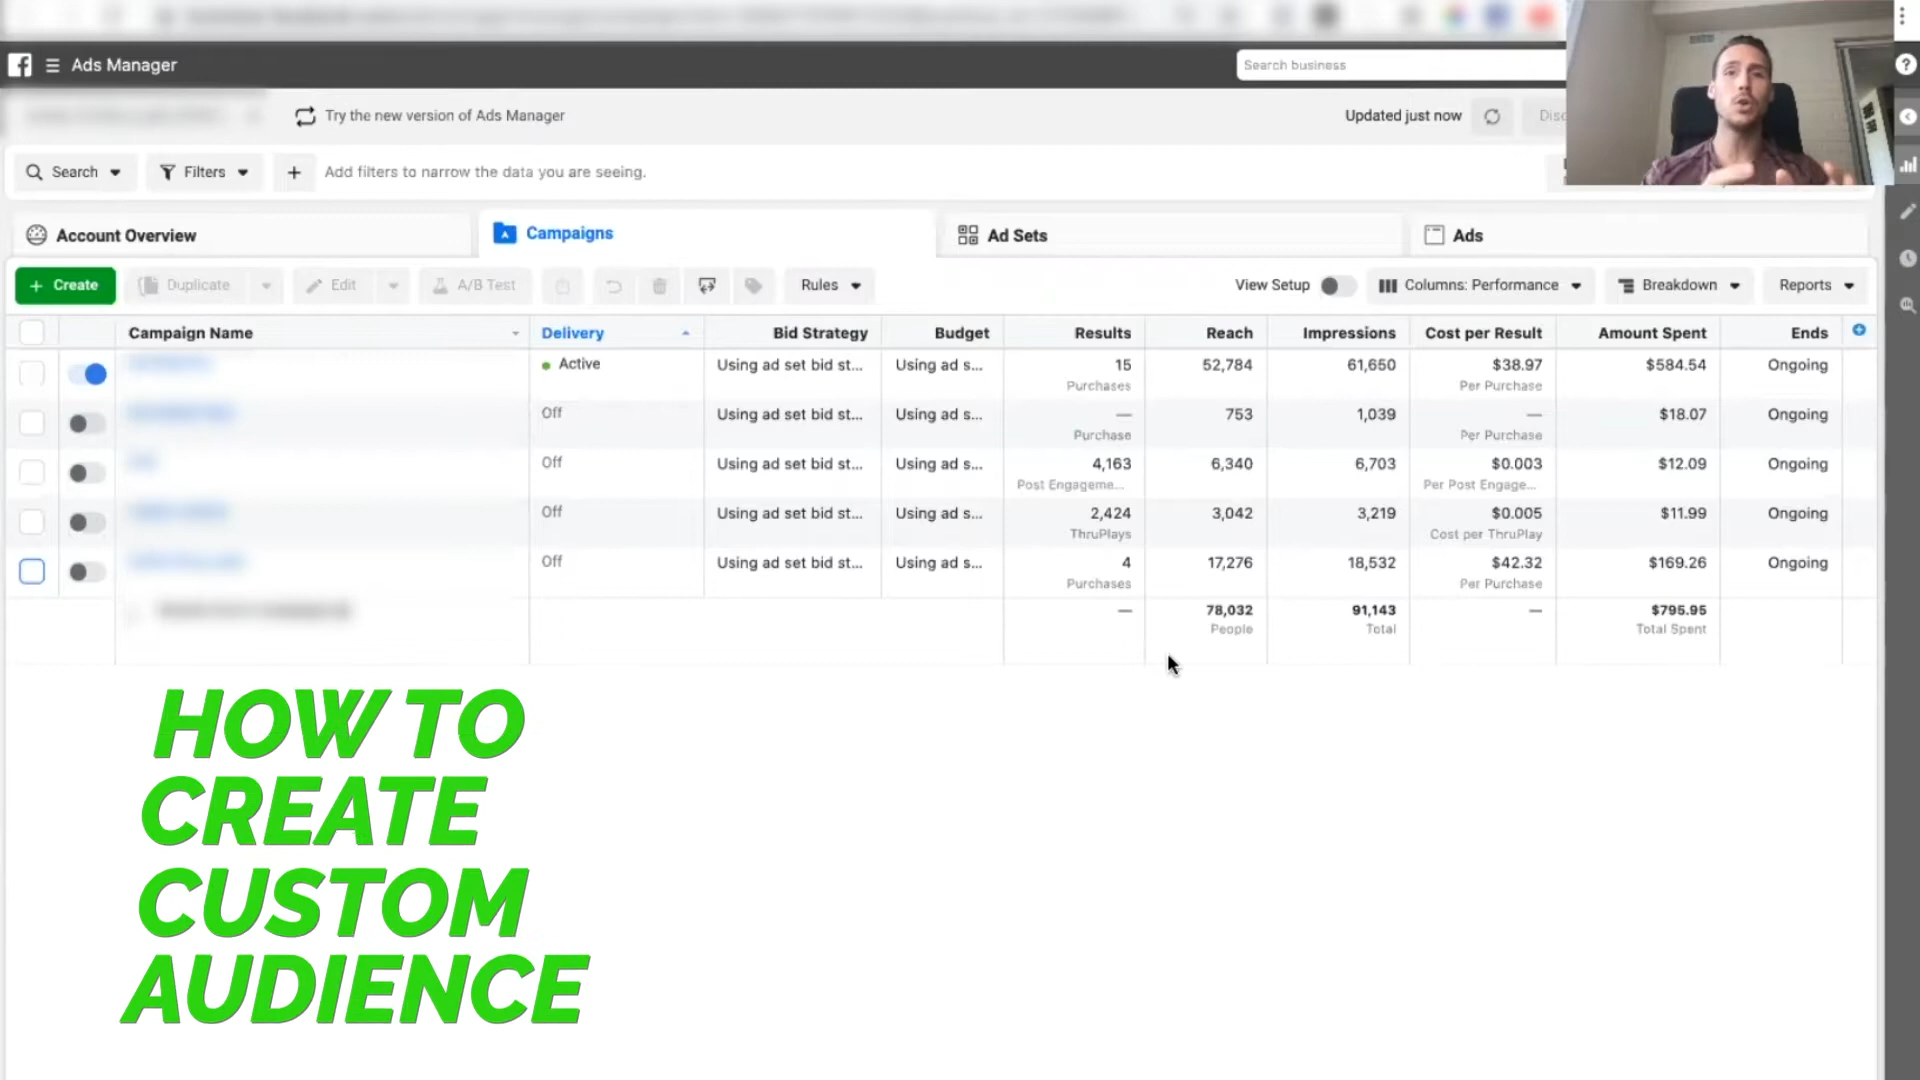 Ads Manager
Search business
Try the new version of Ads Manager
Updated just now
Disc
Search
Filters
Add filters to narrow the data you are seeing.
Account Overview
Campaigns
Ad Sets
Ads
+ Create
Duplicate
Edit
A/B Test
Rules
View Setup
Columns: Performance
Breakdown
Reports
Campaign Name Delivery Bid Strategy Budget Results Reach Impressions Cost per Result Amount Spent Ends
Active Using ad set bid st... Using ad s... 15 52,784 61,650 $38.97 $584.54 Ongoing
Purchases Per Purchase
Off Using ad set bid st... Using ad s... — 753 1,039 — $18.07 Ongoing
Purchase Per Purchase
Off Using ad set bid st... Using ad s... 4,163 6,340 6,703 $0.003 $12.09 Ongoing
Post Engageme... Per Post Engage...
Off Using ad set bid st... Using ad s... 2,424 3,042 3,219 $0.005 $11.99 Ongoing
ThruPlays Cost per ThruPlay
Off Using ad set bid st... Using ad s... 4 17,276 18,532 $42.32 $169.26 Ongoing
Purchases Per Purchase
— 78,032 91,143 — $795.95
People Total Total Spent
HOW TO
CREATE
CUSTOM
AUDIENCE